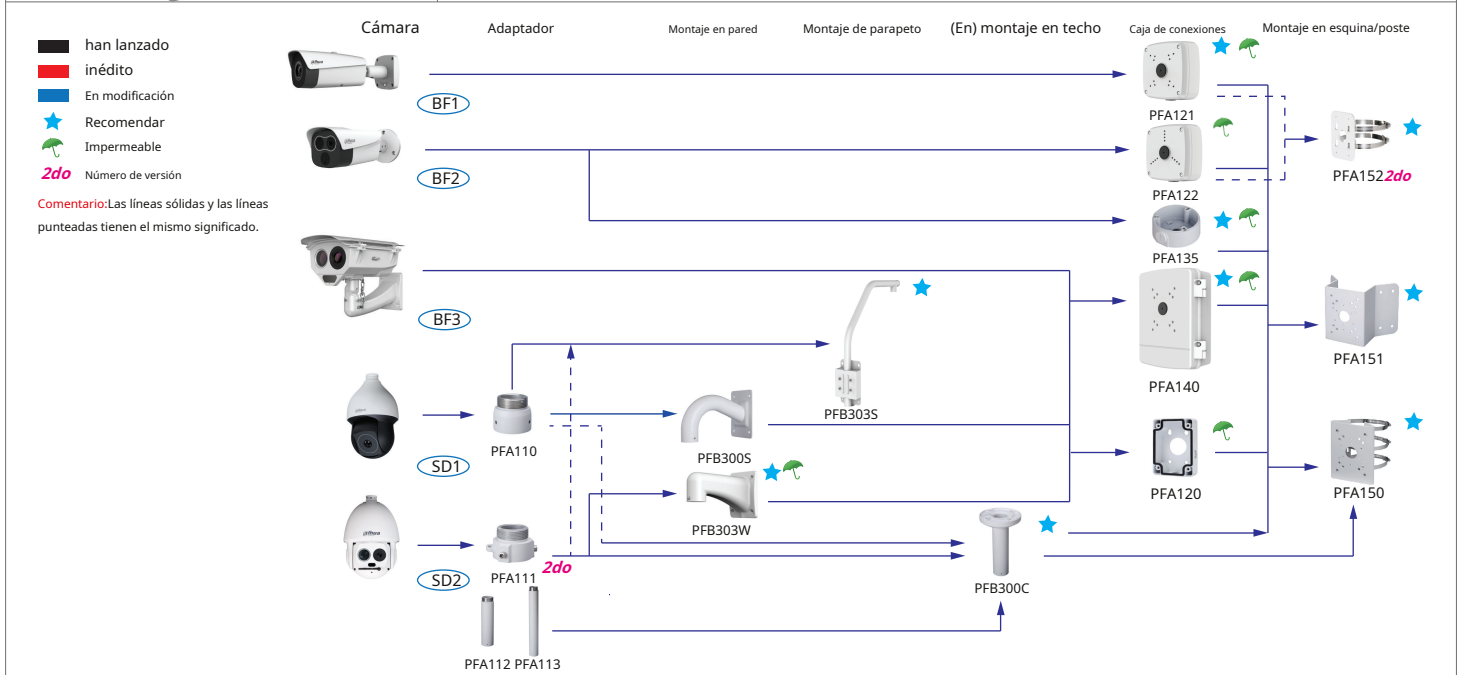 Cámara Adaptador Montaje en pared Montaje de parapeto (En) montaje en techo Caja de conexiones Montaje en esquina/poste
han lanzado
inédito
En modificación
Recomendar
Impermeable
2do Número de versión
Comentario:Las líneas sólidas y las líneas
punteadas tienen el mismo significado.
BF1
PFA121
BF2
PFA122
PFA1522do
PFA135
BF3
PFA151
PFA140
PFB303S
PFA110
PFB300S
SD1
PFA120
PFA150
PFB303W
alhua
PFA111 2do
SD2
PFB300C
PFA112 PFA113